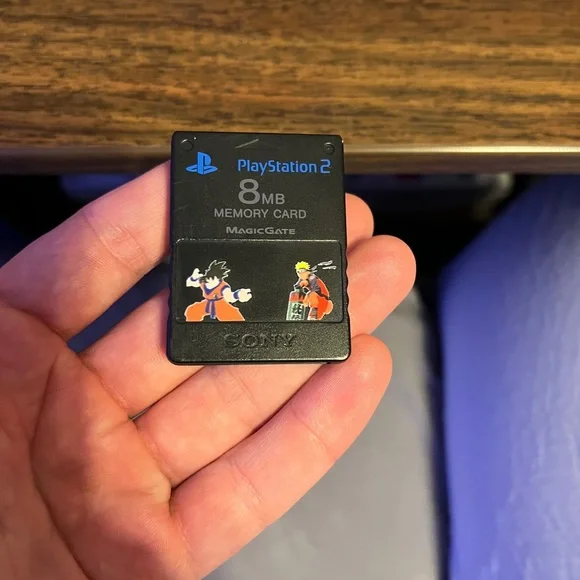 PlayStation 2
8MB
MEMORY CARD
MAGICGATE
SONY